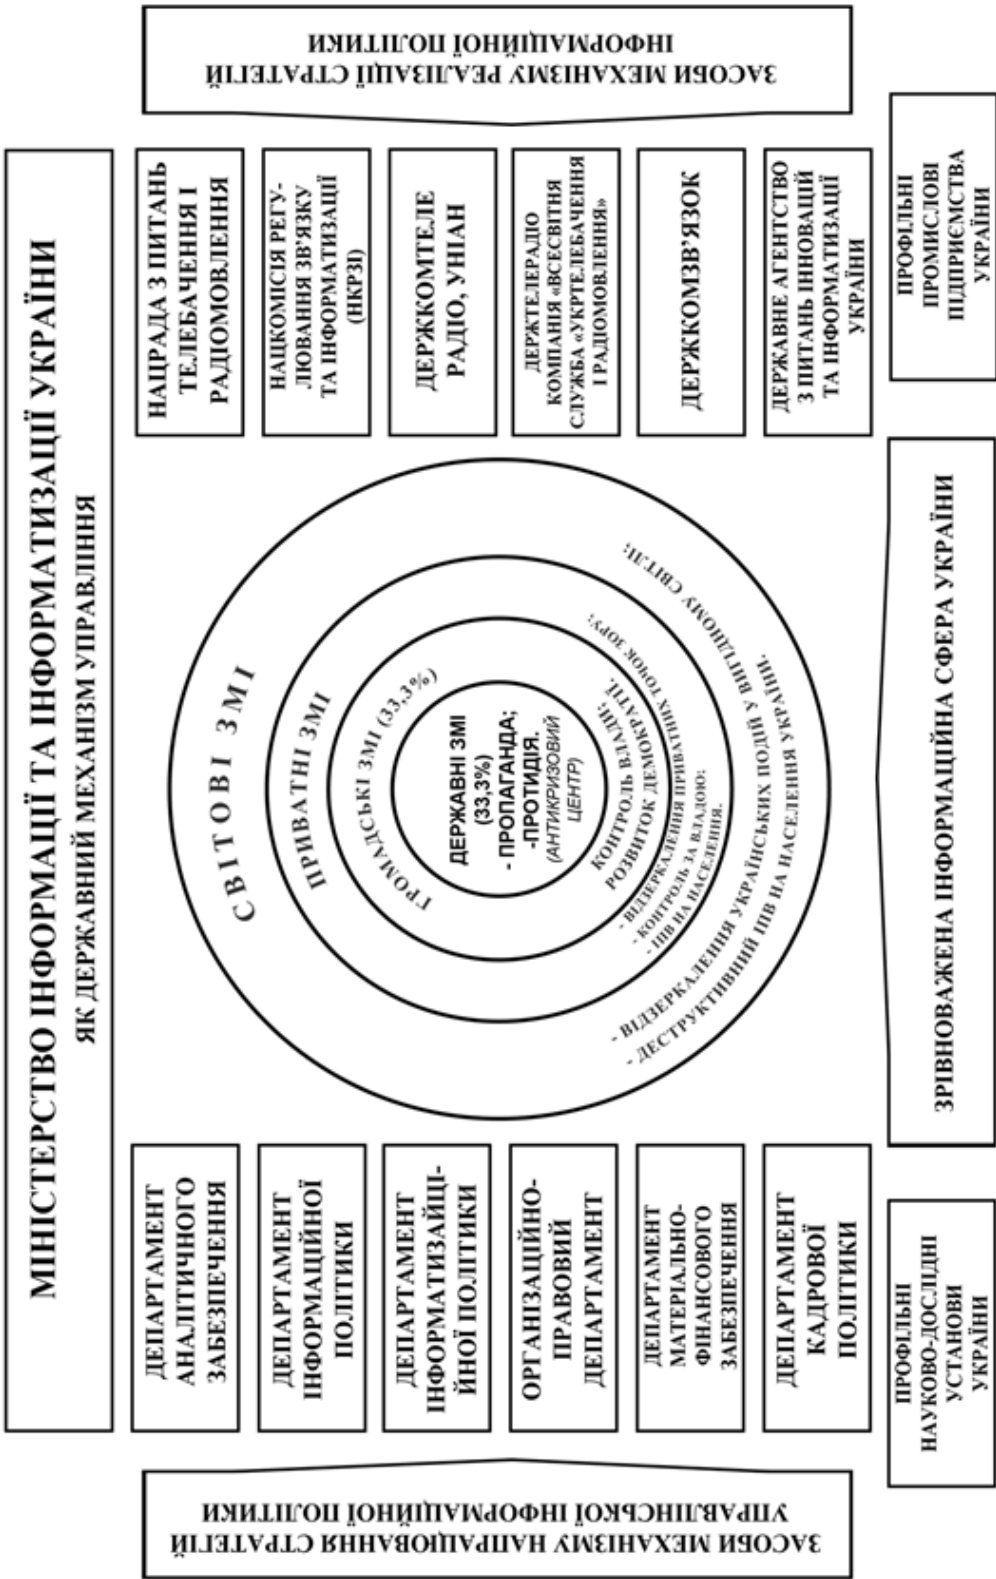 МІНІСТЕРСТВО ІНФОРМАЦІЇ ТА ІНФОРМАТИЗАЦІЇ УКРАЇНИ
ЯК ДЕРЖАВНИЙ МЕХАНІЗМ УПРАВЛІННЯ
ЗАСОБИ МЕХАНІЗМУ НАПРАЦЮВАННЯ СТРАТЕГІЙ
УПРАВЛІНСЬКОЇ ІНФОРМАЦІЙНОЇ ПОЛІТИКИ
ДЕПАРТАМЕНТ
АНАЛІТИЧНОГО
ЗАБЕЗПЕЧЕННЯ
ДЕПАРТАМЕНТ
ІНФОРМАЦІЙНОЇ
ПОЛІТИКИ
ДЕПАРТАМЕНТ
ІНФОРМАТИЗАЙЦІ-
ЙНОЇ ПОЛІТИКИ
ОРГАНІЗАЦІЙНО-
ПРАВОВИЙ
ДЕПАРТАМЕНТ
ДЕПАРТАМЕНТ
МАТЕРІАЛЬНО-
ФІНАНСОВОГО
ЗАБЕЗПЕЧЕННЯ
ДЕПАРТАМЕНТ
КАДРОВОЇ
ПОЛІТИКИ
СВІТОВІ ЗМІ
ПРИВАТНІ ЗМІ
ГРОМАДСЬКІ ЗМІ (33,3%)
ДЕРЖАВНІ ЗМІ
(33,3%)
- ПРОПАГАНДА;
-ПРОТИДІЯ.
(АНТИКРИЗОВИЙ
ЦЕНТР)
КОНТРОЛЬ ВЛАДИ;
РОЗВИТОК ДЕМОКРАТІЇ.
- ВІДЗЕРКАЛЕННЯ ПРИВАТНИХ ТОЧОК ЗОРУ;
- КОНТРОЛЬ ЗА ВЛАДОЮ;
- ІПВ НА НАСЕЛЕННЯ.
- ВІДЗЕРКАЛЕННЯ УКРАЇНСЬКИХ ПОДІЙ У ВИГІДНОМУ СВІТЛІ;
- ДЕСТРУКТИВНИЙ ІПВ НА НАСЕЛЕННЯ УКРАЇНИ.
НАЦРАДА З ПИТАНЬ
ТЕЛЕБАЧЕННЯ І
РАДІОМОВЛЕННЯ
НАЦКОМІСІЯ РЕГУ-
ЛЮВАННЯ ЗВ'ЯЗКУ
ТА ІНФОРМАТИЗАЦІЇ
(НКРЗІ)
ДЕРЖКОМТЕЛЕ
РАДІО, УНІАН
ДЕРЖТЕЛЕРАДІО
КОМПАНІЯ «ВСЕСВІТНЯ
СЛУЖБА «УКРТЕЛЕБАЧЕННЯ
І РАДІОМОВЛЕННЯ»
ДЕРЖКОМЗВ'ЯЗОК
ДЕРЖАВНЕ АГЕНТСТВО
З ПИТАНЬ ІННОВАЦІЙ
ТА ІНФОРМАТИЗАЦІЇ
УКРАЇНИ
ЗАСОБИ МЕХАНІЗМУ РЕАЛІЗАЦІЇ СТРАТЕГІЙ
ІНФОРМАЦІЙНОЇ ПОЛІТИКИ
ПРОФІЛЬНІ
НАУКОВО-ДОСЛІДНІ
УСТАНОВИ
УКРАЇНИ
ЗРІВНОВАЖЕНА ІНФОРМАЦІЙНА СФЕРА УКРАЇНИ
ПРОФІЛЬНІ
ПРОМИСЛОВІ
ПІДПРИЄМСТВА
УКРАЇНИ